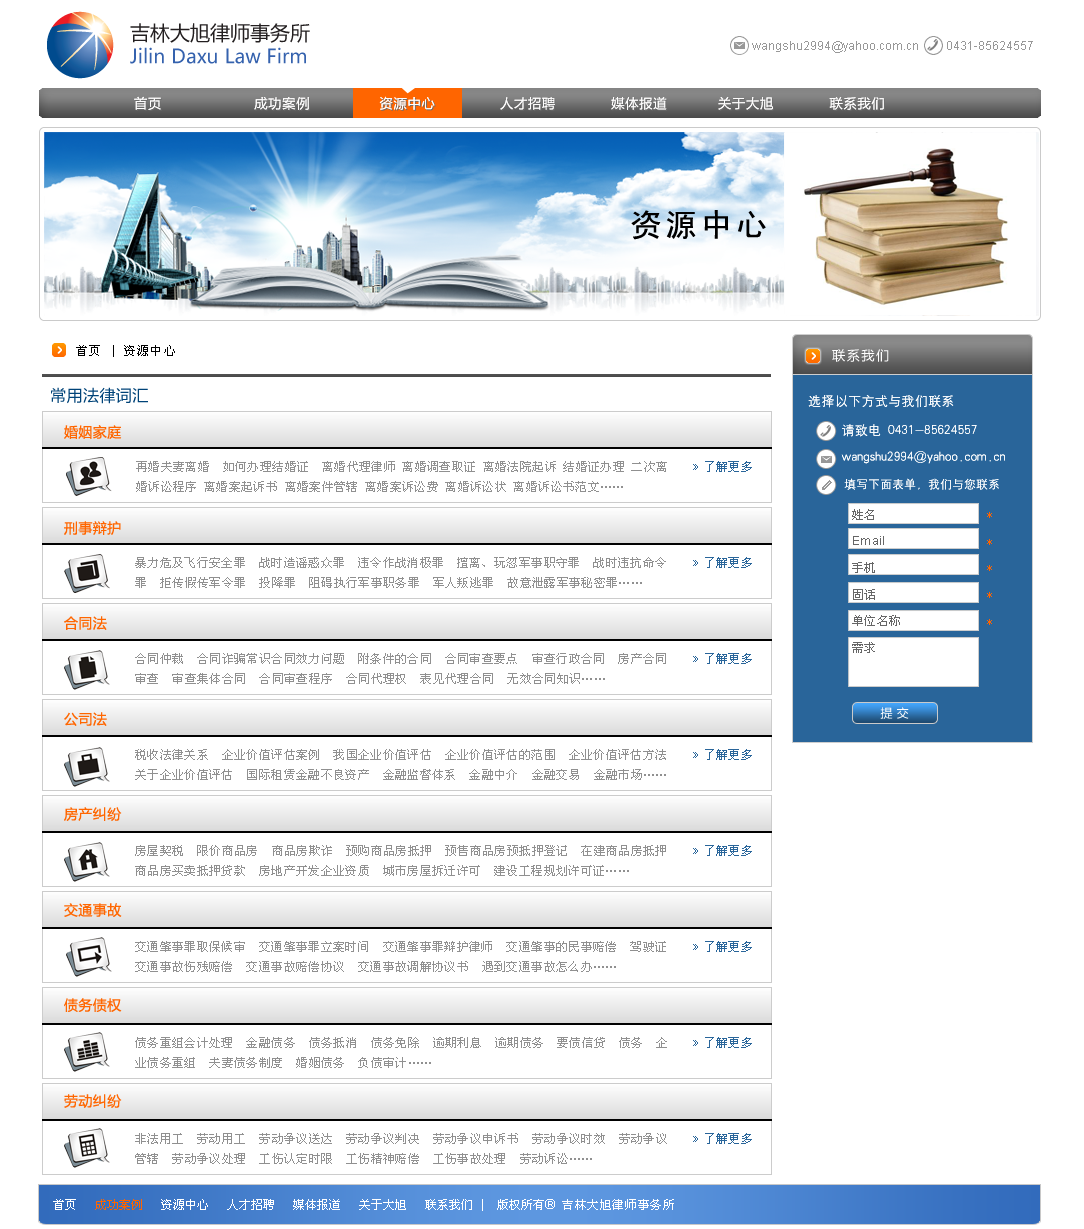 吉林大旭律师事务所
Jilin Daxu Law Firm
wangshu2994@yahoo.com.cn 0431-85624557
首页 成功案例 资源中心 人才招聘 媒体报道 关于大旭 联系我们
资源中心
首页 | 资源中心
常用法律词汇
婚姻家庭
再婚夫妻离婚 如何办理结婚证 离婚代理律师 离婚调查取证 离婚法院起诉 结婚证办理 二次离
婚诉讼程序 离婚案起诉书 离婚案件管辖 离婚案诉讼费 离婚诉讼状 离婚诉讼书范文……
» 了解更多
刑事辩护
暴力危及飞行安全罪 战时造谣惑众罪 违令作战消极罪 擅离、玩忽军事职守罪 战时违抗命令
罪 拒传假传军令罪 投降罪 阻碍执行军事职务罪 军人叛逃罪 故意泄露军事秘密罪……
» 了解更多
合同法
合同仲裁 合同诈骗常识合同效力问题 附条件的合同 合同审查要点 审查行政合同 房产合同
审查 审查集体合同 合同审查程序 合同代理权 表见代理合同 无效合同知识……
» 了解更多
公司法
税收法律关系 企业价值评估案例 我国企业价值评估 企业价值评估的范围 企业价值评估方法
关于企业价值评估 国际租赁金融不良资产 金融监督体系 金融中介 金融交易 金融市场……
» 了解更多
房产纠纷
房屋契税 限价商品房 商品房欺诈 预购商品房抵押 预售商品房预抵押登记 在建商品房抵押
商品房买卖抵押贷款 房地产开发企业资质 城市房屋拆迁许可 建设工程规划许可证……
» 了解更多
交通事故
交通肇事罪取保候审 交通肇事罪立案时间 交通肇事罪辩护律师 交通肇事的民事赔偿 驾驶证
交通事故伤残赔偿 交通事故赔偿协议 交通事故调解协议书 遇到交通事故怎么办……
» 了解更多
债务债权
债务重组会计处理 金融债务 债务抵消 债务免除 逾期利息 逾期债务 要债信贷 债务 企
业债务重组 夫妻债务制度 婚姻债务 负债审计……
» 了解更多
劳动纠纷
非法用工 劳动用工 劳动争议送达 劳动争议判决 劳动争议申诉书 劳动争议时效 劳动争议
管辖 劳动争议处理 工伤认定时限 工伤精神赔偿 工伤事故处理 劳动诉讼……
» 了解更多
联系我们
选择以下方式与我们联系
请致电 0431-85624557
wangshu2994@yahoo.com.cn
填写下面表单，我们与您联系
姓名 *
Email *
手机 *
固话 *
单位名称 *
需求
提 交
首页 成功案例 资源中心 人才招聘 媒体报道 关于大旭 联系我们 | 版权所有® 吉林大旭律师事务所